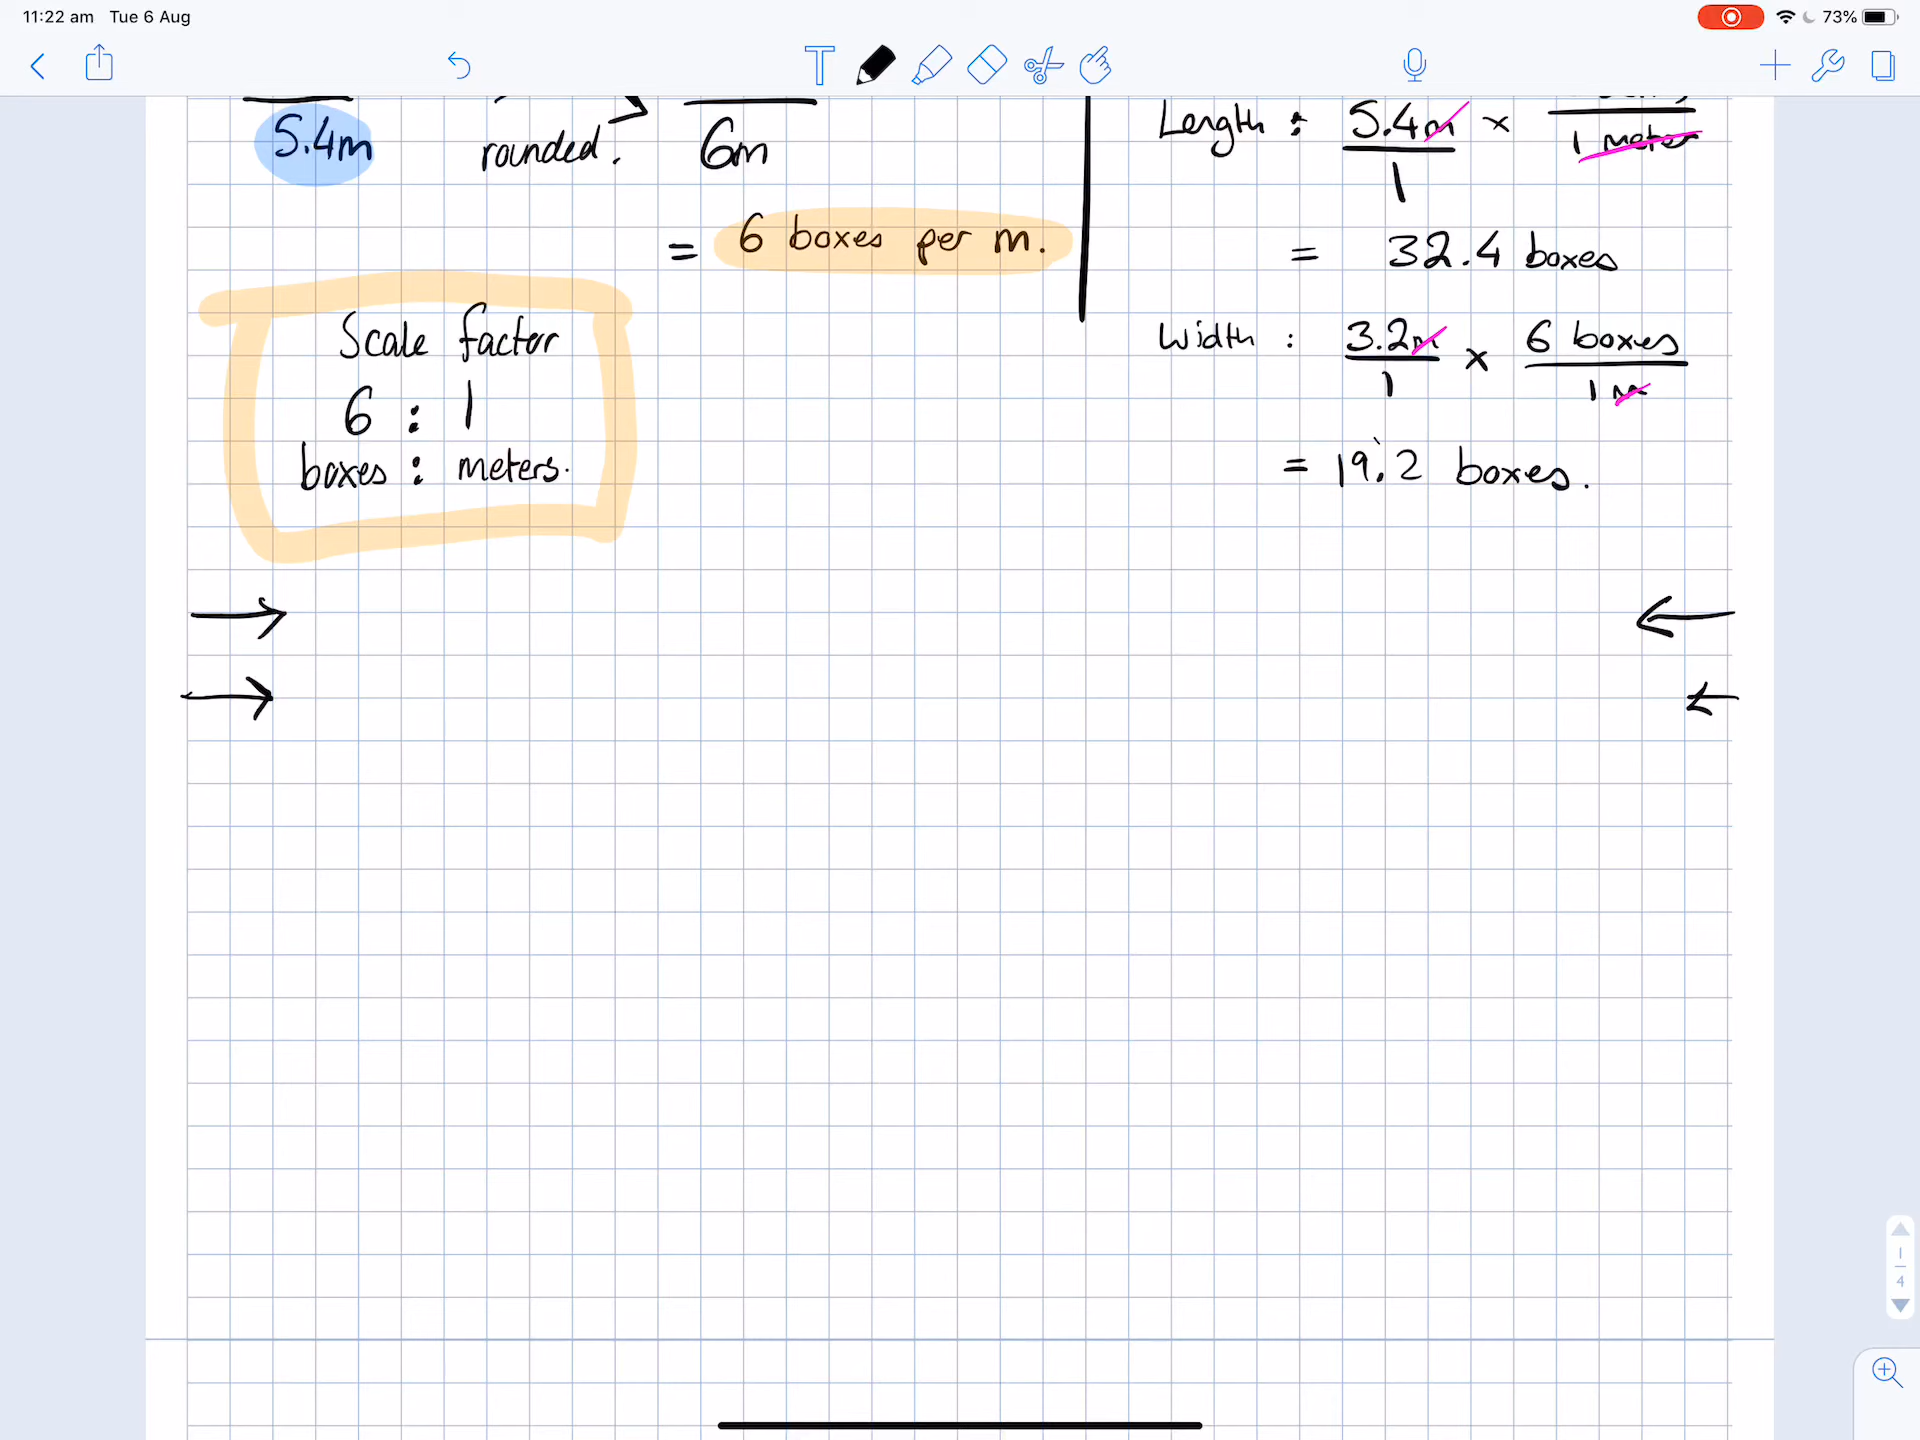 11:22 am Tue 6 Aug
73%
T
5.4m
rounded.
6m
= 6 boxes per m.
Scale factor
6 : 1
boxes : meters.
Length : 5.4m ×
1 1 meter
= 32.4 boxes
Width : 3.2m × 6 boxes
1 1m
= 19.2 boxes.
1
4